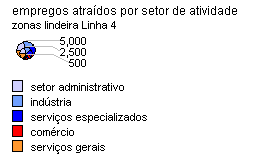 empregos atraídos por setor de atividade
zonas lindeira Linha 4
5,000
2,500
500
setor administrativo
indústria
serviços especializados
comércio
serviços gerais